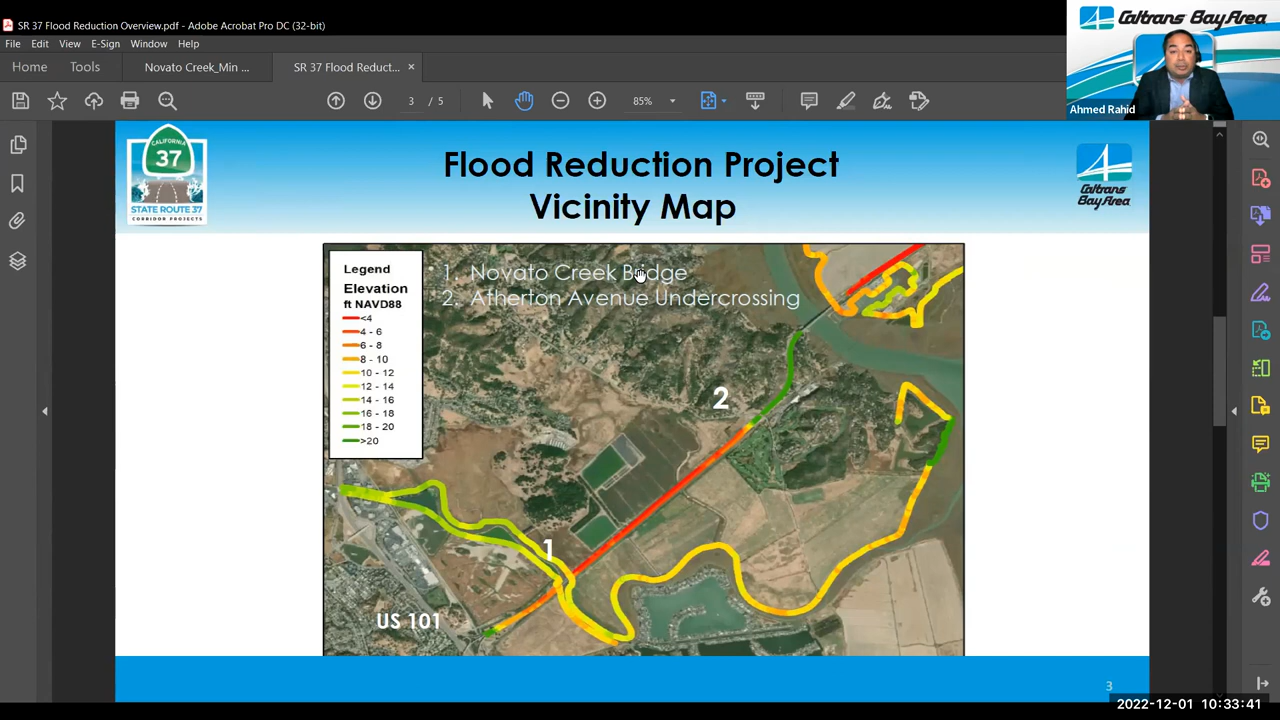 SR 37 Flood Reduction Overview.pdf - Adobe Acrobat Pro DC (32-bit)
File Edit View E-Sign Window Help
Home Tools Novato Creek_Min ... SR 37 Flood Reduct... ×
3 / 5 85%
Caltrans Bay Area
Ahmed Rahid
CALIFORNIA
37
STATE ROUTE 37
CORRIDOR PROJECTS
Flood Reduction Project
Vicinity Map
Caltrans
Bay Area
Legend
Elevation
ft NAVD88
<4
4 - 6
6 - 8
8 - 10
10 - 12
12 - 14
14 - 16
16 - 18
18 - 20
>20
1. Novato Creek Bridge
2. Atherton Avenue Undercrossing
2
1
US 101
3
2022-12-01 10:33:41